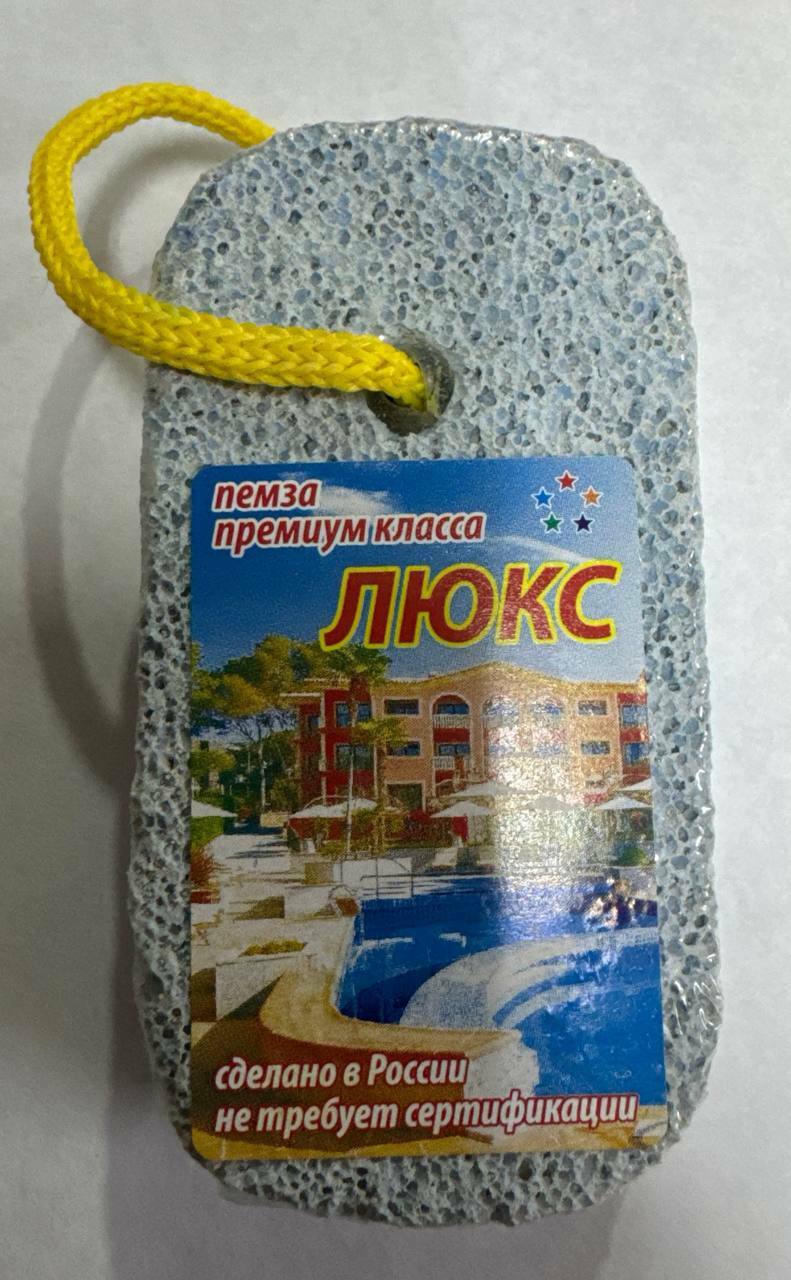 пемза
премиум класса
ЛЮКС
сделано в России
не требует сертификации